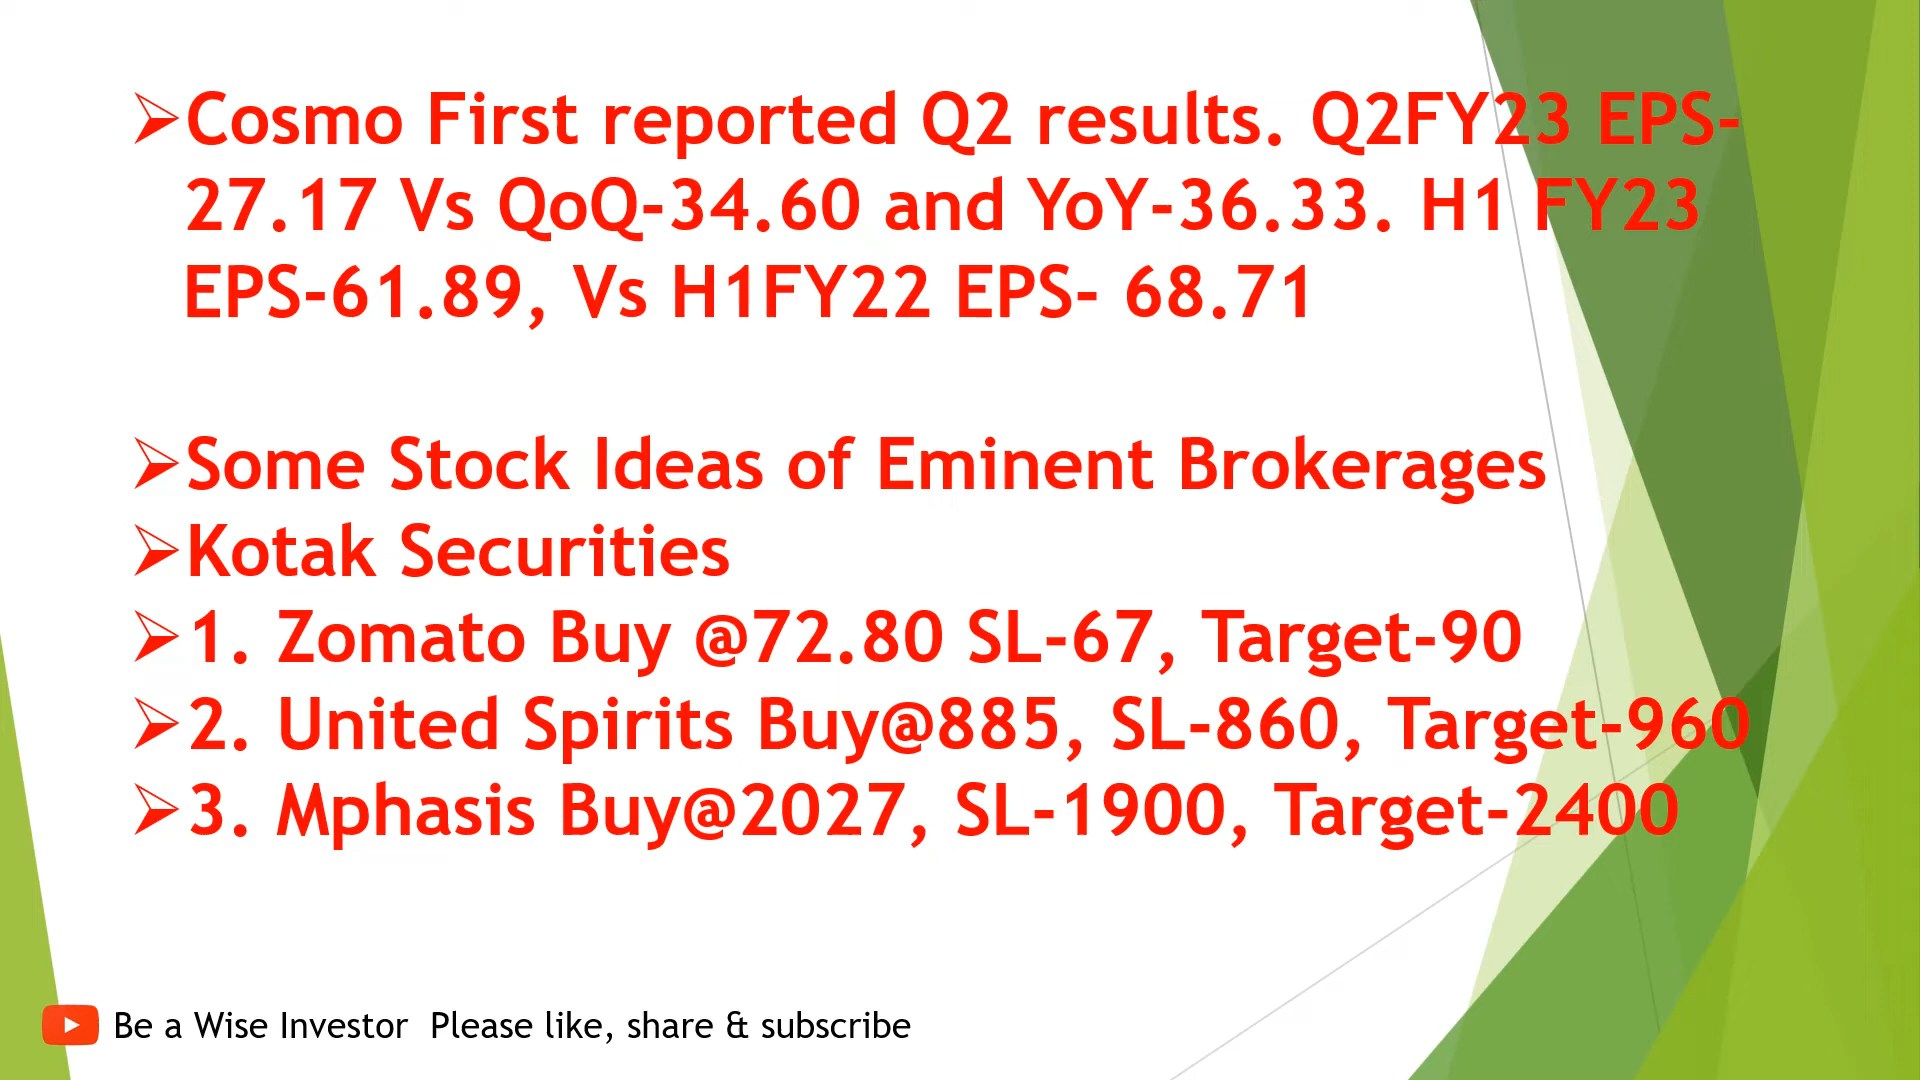 ➢Cosmo First reported Q2 results. Q2FY23 EPS-
27.17 Vs QoQ-34.60 and YoY-36.33. H1 FY23
EPS-61.89, Vs H1FY22 EPS- 68.71
➢Some Stock Ideas of Eminent Brokerages
➢Kotak Securities
➢1. Zomato Buy @72.80 SL-67, Target-90
➢2. United Spirits Buy@885, SL-860, Target-960
➢3. Mphasis Buy@2027, SL-1900, Target-2400
Be a Wise Investor  Please like, share & subscribe